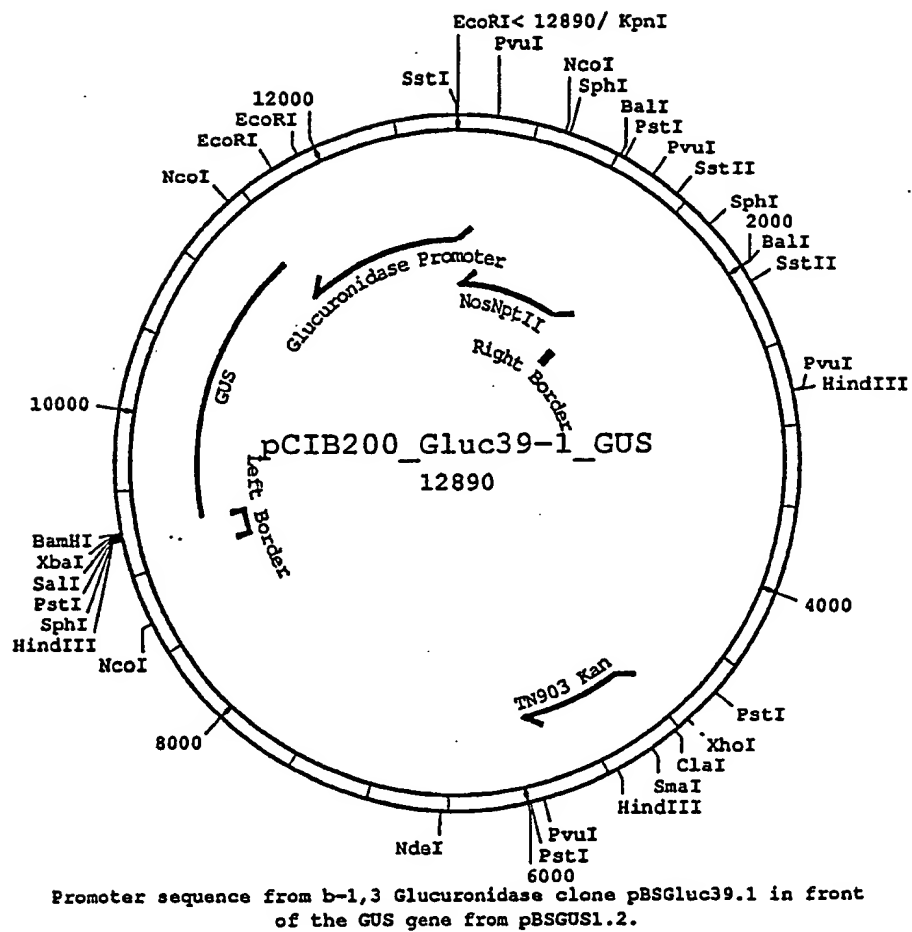 EcoRI< 12890/ KpnI
PvuI
SstI
NcoI
SphI
12000
BalI
EcoRI
PstI
EcoRI
PvuI
NcoI
SstII
SphI
2000
BalI
SstII
Glucuronidase Promoter
NosNptII
Right Border
GUS
PvuI
HindIII
10000
pCIB200_Gluc39-1_GUS
12890
Left Border
BamHI
XbaI
SalI
PstI
SphI
HindIII
NcoI
4000
TN903 Kan
PstI
XhoI
ClaI
SmaI
HindIII
8000
PvuI
NdeI
PstI
6000
Promoter sequence from b-1,3 Glucuronidase clone pBSGluc39.1 in front
of the GUS gene from pBSGUS1.2.